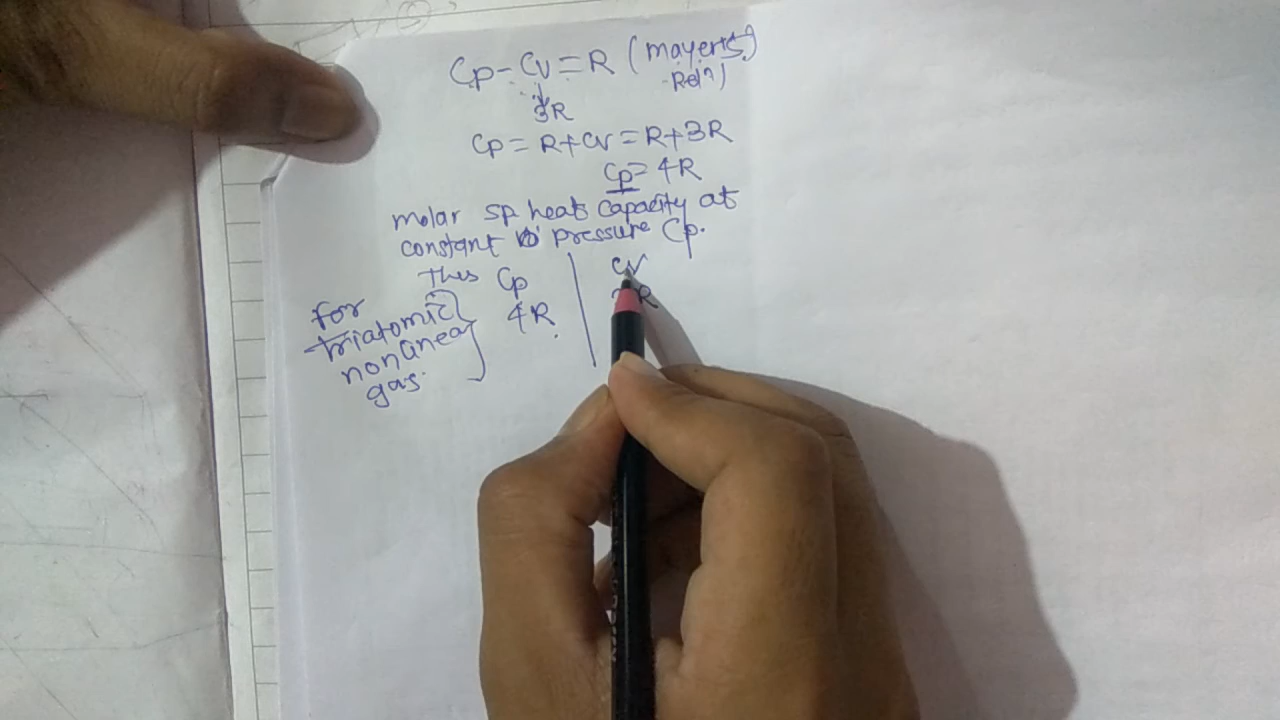 Cp - Cv = R (mayer's)
Reln)
3R
Cp = R + Cv = R + 3R
Cp = 4R
molar sp heat capacity at
constant pressure Cp.
This Cp | Cv
For
triatomic
nonlinear
gas.
4R
R